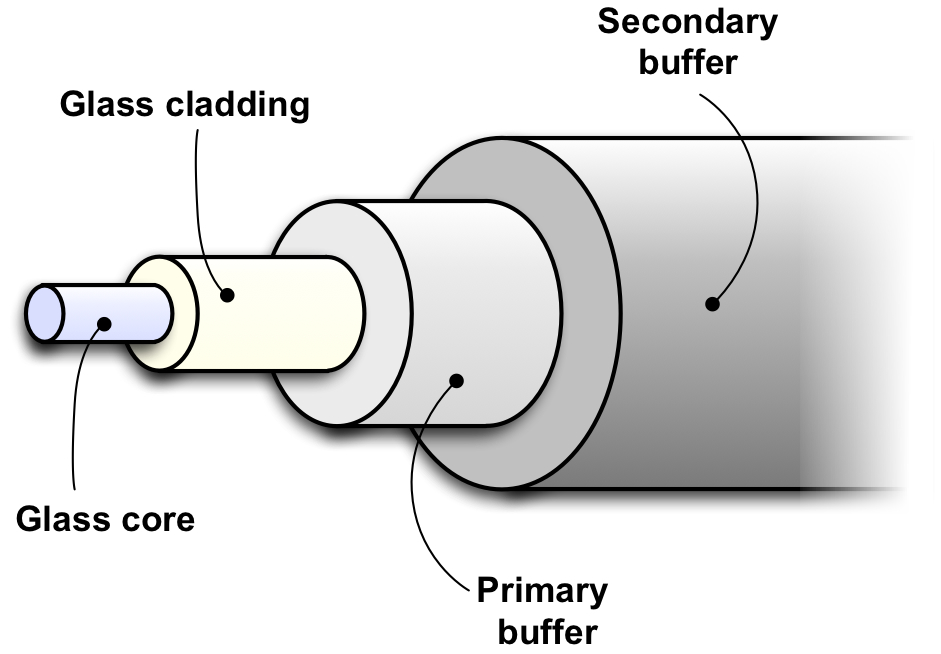 Secondary
buffer
Glass cladding
Glass core
Primary
buffer